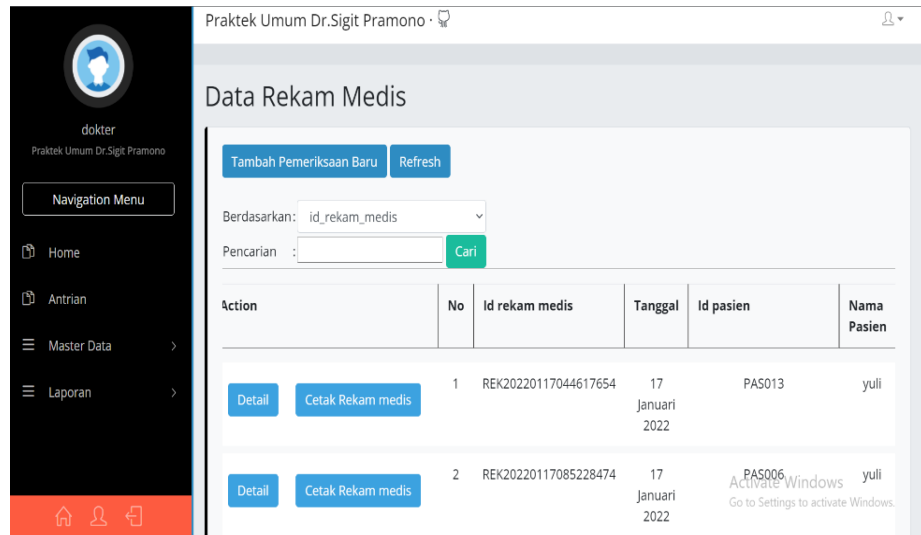 Praktek Umum Dr.Sigit Pramono ·
dokter
Praktek Umum Dr.Sigit Pramono
Navigation Menu
Home
Antrian
Master Data
Laporan
Data Rekam Medis
Tambah Pemeriksaan Baru Refresh
Berdasarkan: id_rekam_medis
Pencarian : Cari
Action No Id rekam medis Tanggal Id pasien Nama Pasien
Detail Cetak Rekam medis 1 REK20220117044617654 17 Januari 2022 PAS013 yuli
Detail Cetak Rekam medis 2 REK20220117085228474 17 Januari 2022 PAS006 yuli
Activate Windows
Go to Settings to activate Windows.